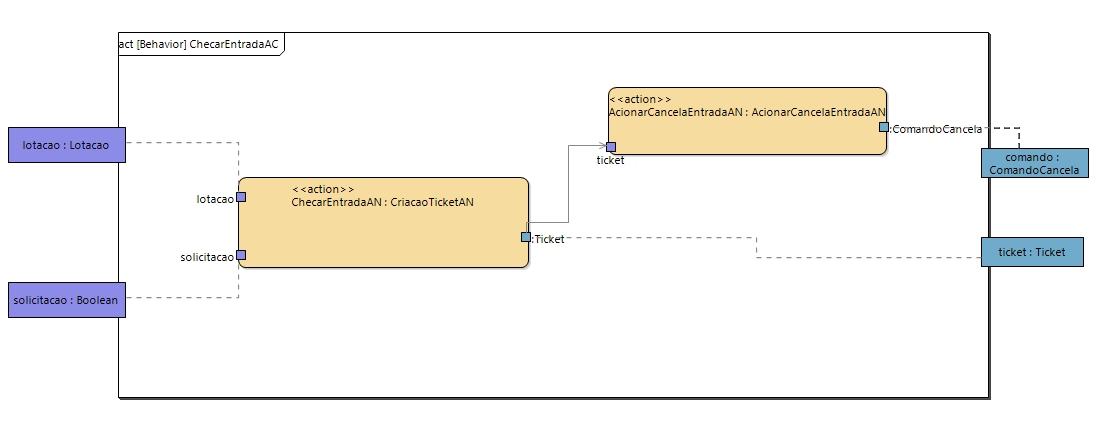 act [Behavior] ChecarEntradaAC
<<action>>
AcionarCancelaEntradaAN : AcionarCancelaEntradaAN
:ComandoCancela
ticket
lotacao : Lotacao
comando :
ComandoCancela
<<action>>
ChecarEntradaAN : CriacaoTicketAN
lotacao
:Ticket
solicitacao
ticket : Ticket
solicitacao : Boolean